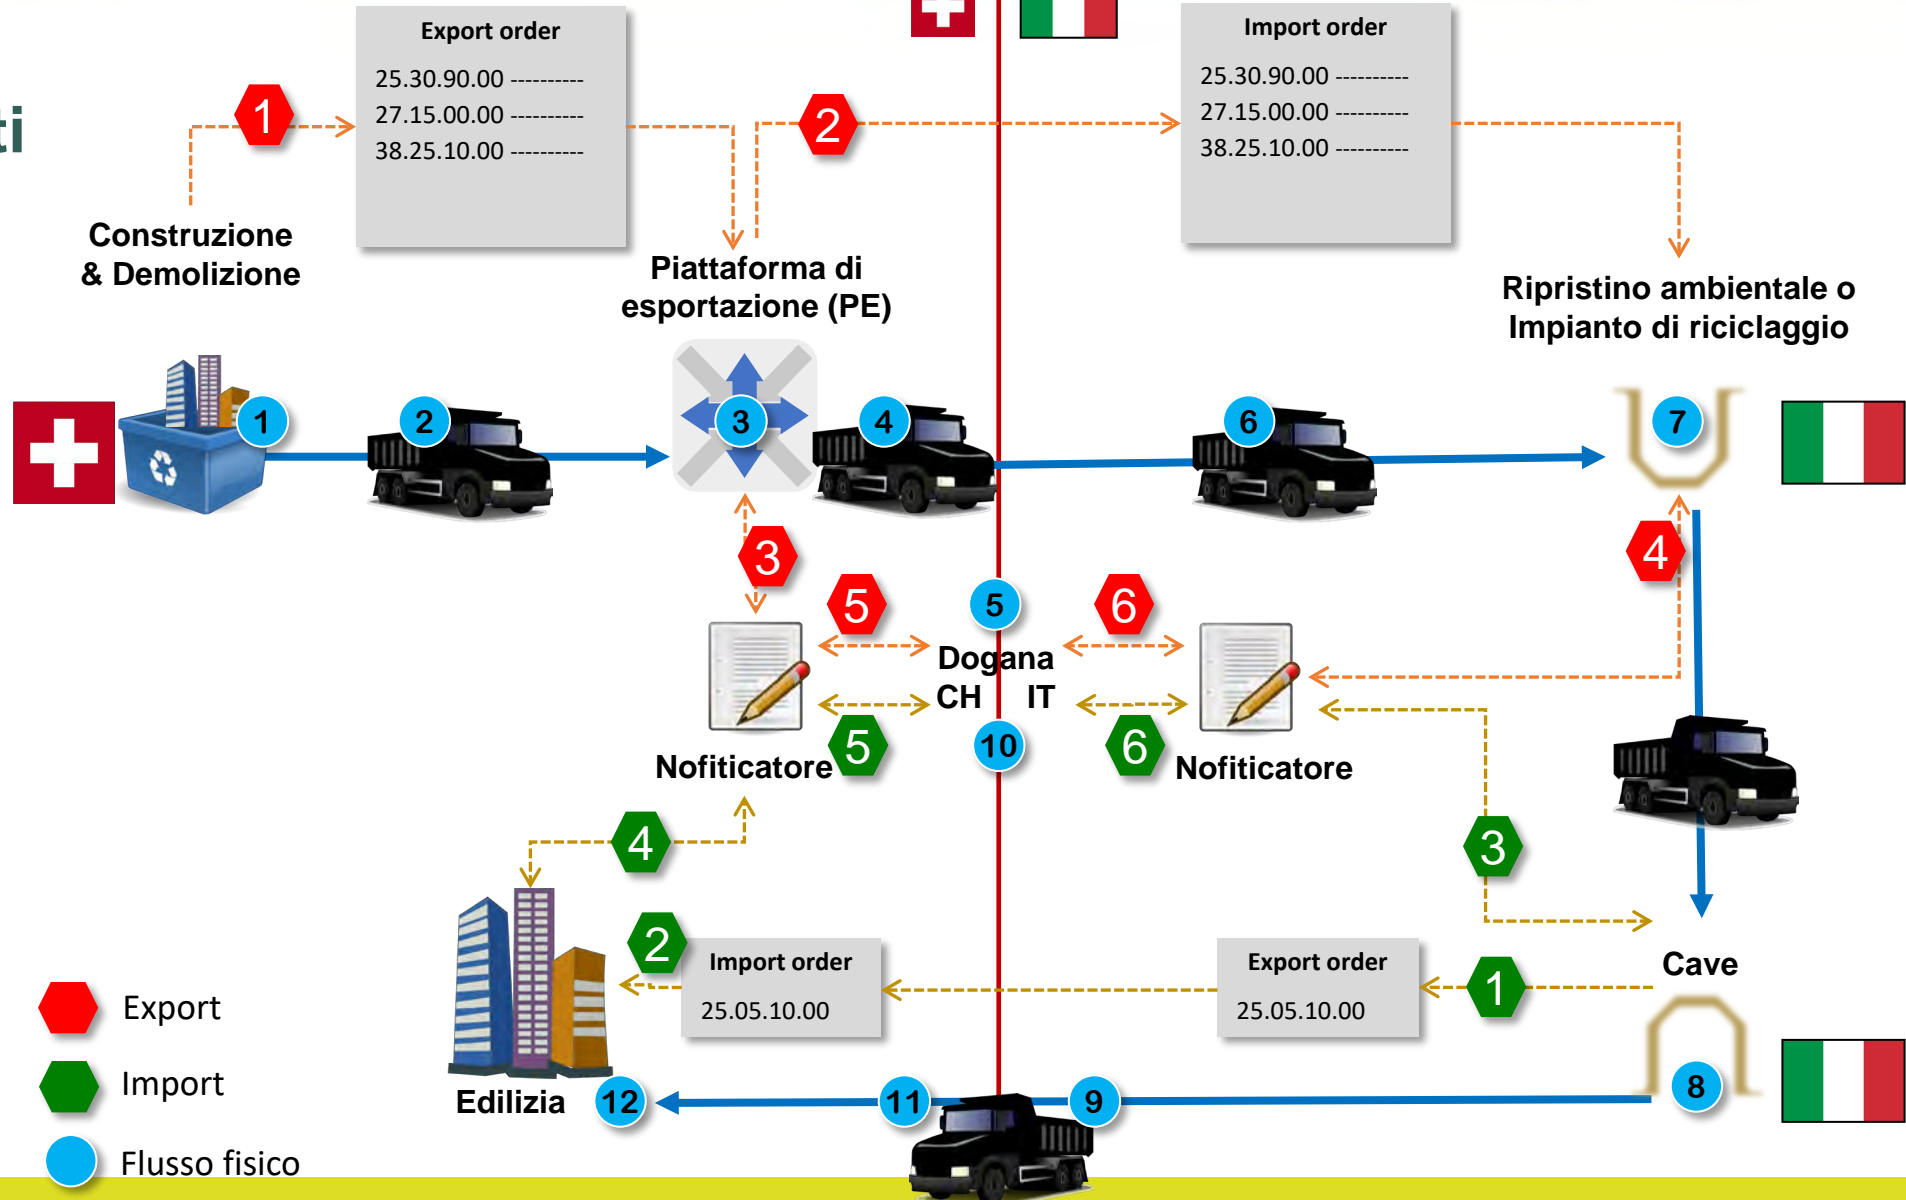 Export order
25.30.90.00 ----------
27.15.00.00 ----------
38.25.10.00 ----------
Import order
25.30.90.00 ----------
27.15.00.00 ----------
38.25.10.00 ----------
ti
1
2
Construzione
& Demolizione
Piattaforma di
esportazione (PE)
Ripristino ambientale o
Impianto di riciclaggio
1
2
3
4
6
7
3
4
5
5
6
Dogana
CH IT
5
10
6
Nofiticatore
Nofiticatore
4
3
2
Import order
25.05.10.00
Export order
25.05.10.00
1
Cave
Export
Import
Flusso fisico
Edilizia
12
11
9
8